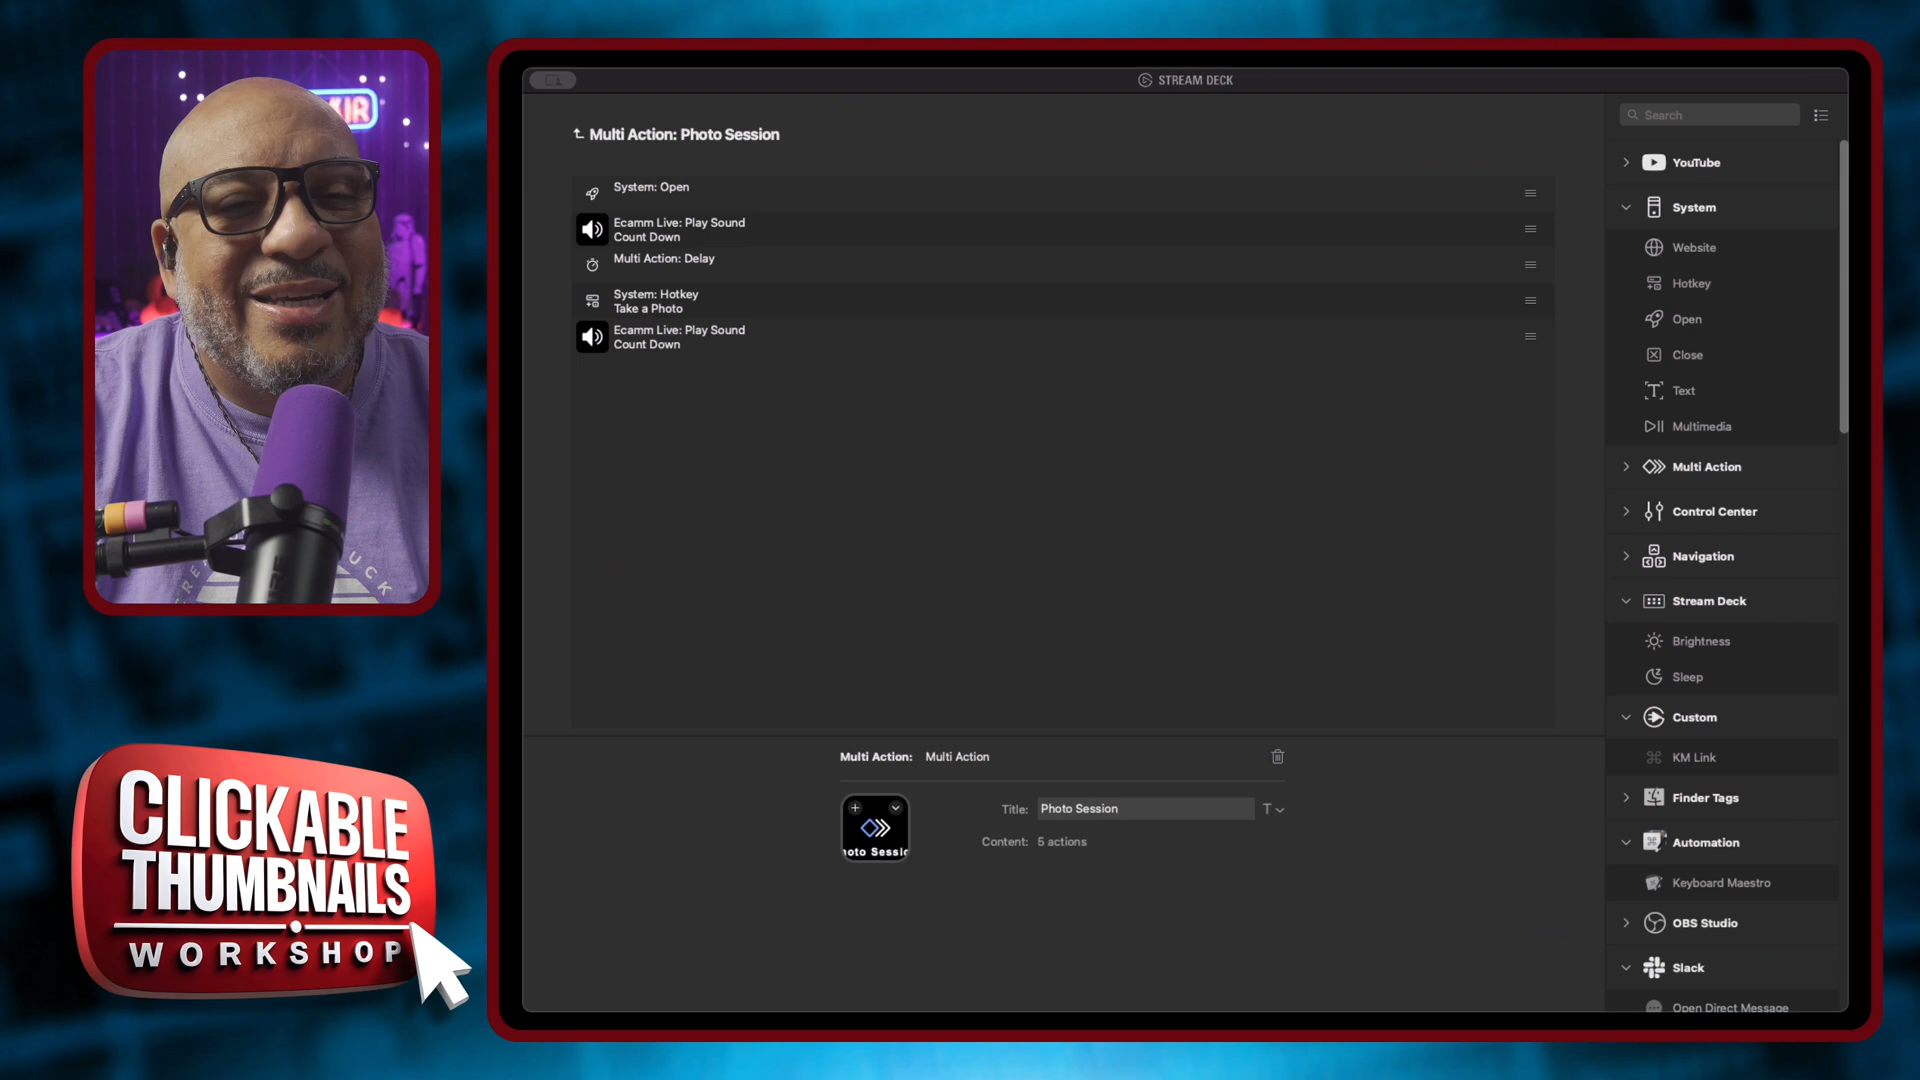 STREAM DECK
Multi Action: Photo Session
System: Open
Ecamm Live: Play Sound
Count Down
Multi Action: Delay
System: Hotkey
Take a Photo
Ecamm Live: Play Sound
Count Down
Multi Action: Multi Action
Title: Photo Session
T
Content: 5 actions
hoto Sessio
Search
YouTube
System
Website
Hotkey
Open
Close
Text
Multimedia
Multi Action
Control Center
Navigation
Stream Deck
Brightness
Sleep
Custom
KM Link
Finder Tags
Automation
Keyboard Maestro
OBS Studio
Slack
Open Direct Message
CLICKABLE
THUMBNAILS
WORKSHOP